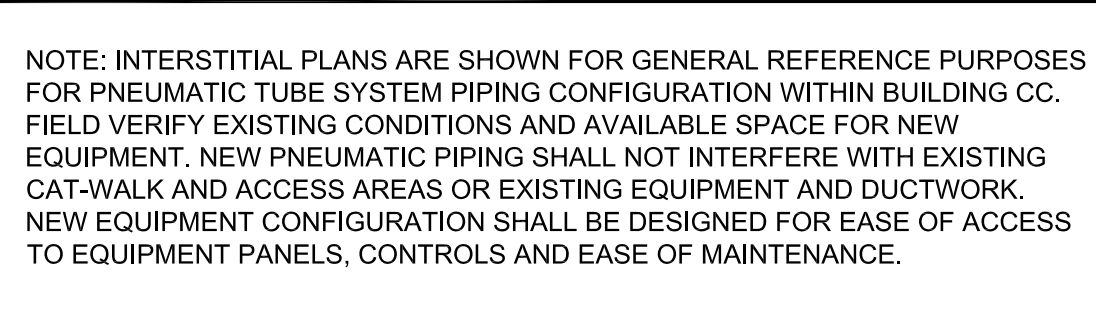 NOTE: INTERSTITIAL PLANS ARE SHOWN FOR GENERAL REFERENCE PURPOSES
FOR PNEUMATIC TUBE SYSTEM PIPING CONFIGURATION WITHIN BUILDING CC.
FIELD VERIFY EXISTING CONDITIONS AND AVAILABLE SPACE FOR NEW
EQUIPMENT. NEW PNEUMATIC PIPING SHALL NOT INTERFERE WITH EXISTING
CAT-WALK AND ACCESS AREAS OR EXISTING EQUIPMENT AND DUCTWORK.
NEW EQUIPMENT CONFIGURATION SHALL BE DESIGNED FOR EASE OF ACCESS
TO EQUIPMENT PANELS, CONTROLS AND EASE OF MAINTENANCE.